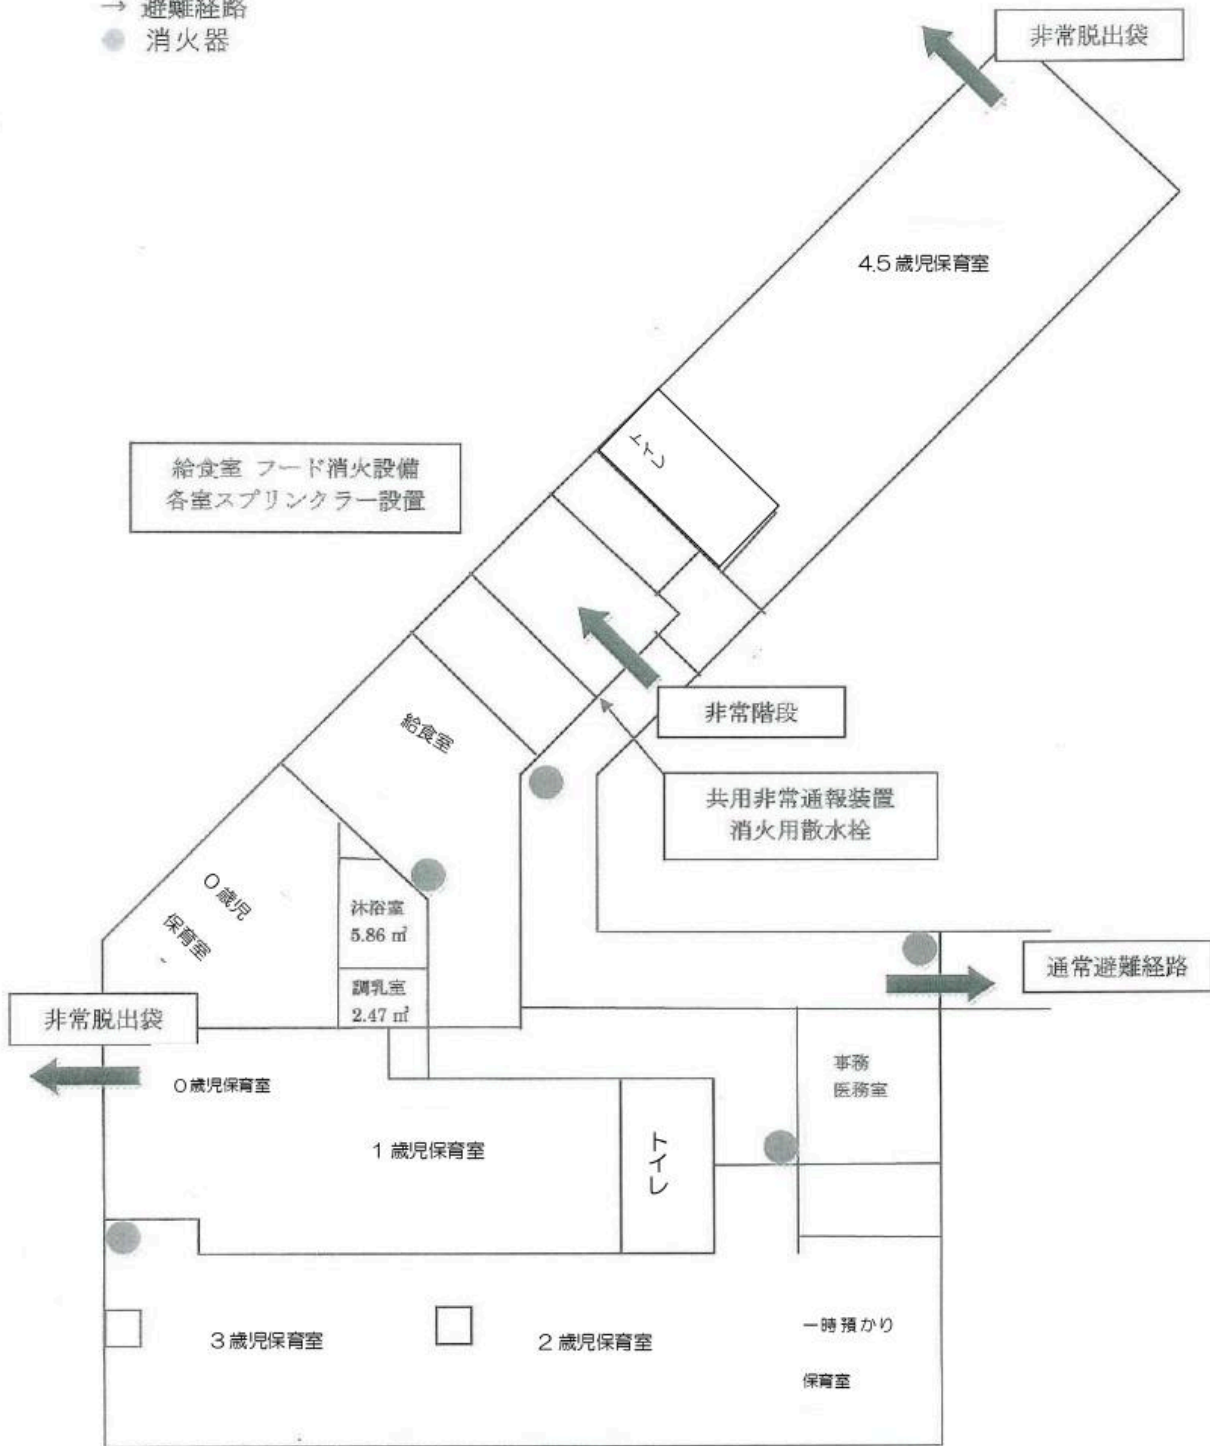 → 避難経路
消火器
非常脱出袋
4.5歳児保育室
トイレ
給食室 フード消火設備
各室スプリンクラー設置
非常階段
給食室
共用非常通報装置
消火用散水栓
0歳児
保育室
沐浴室
5.86 ㎡
調乳室
2.47 ㎡
通常避難経路
非常脱出袋
0歳児保育室
事務
医務室
1歳児保育室
トイレ
3歳児保育室
2歳児保育室
一時預かり
保育室